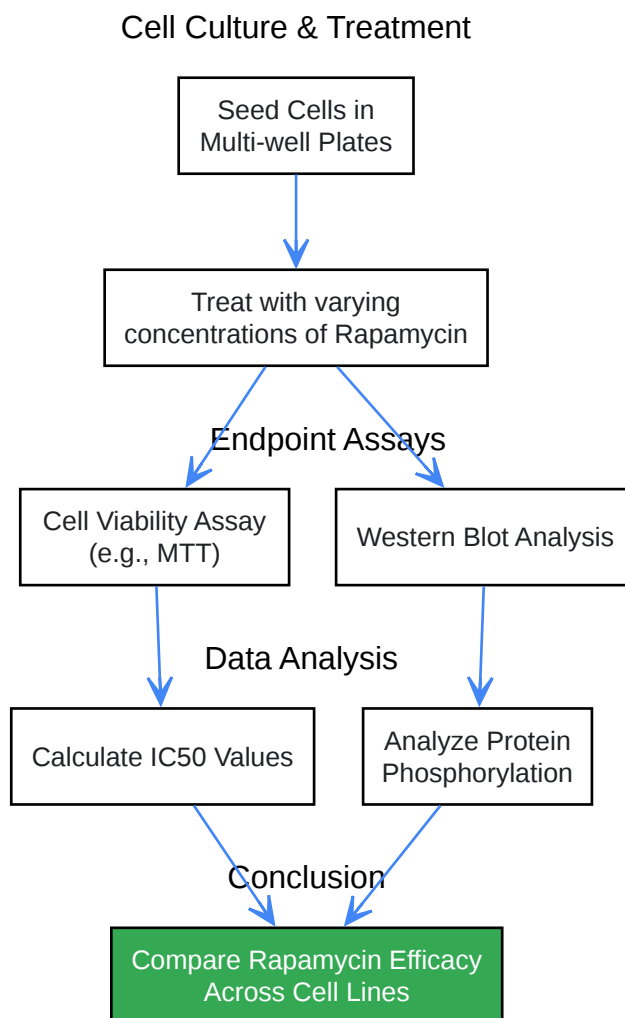 Cell Culture & Treatment
Seed Cells in
Multi-well Plates
Treat with varying
concentrations of Rapamycin
Endpoint Assays
Cell Viability Assay
(e.g., MTT)
Western Blot Analysis
Data Analysis
Calculate IC50 Values
Analyze Protein
Phosphorylation
Conclusion
Compare Rapamycin Efficacy
Across Cell Lines